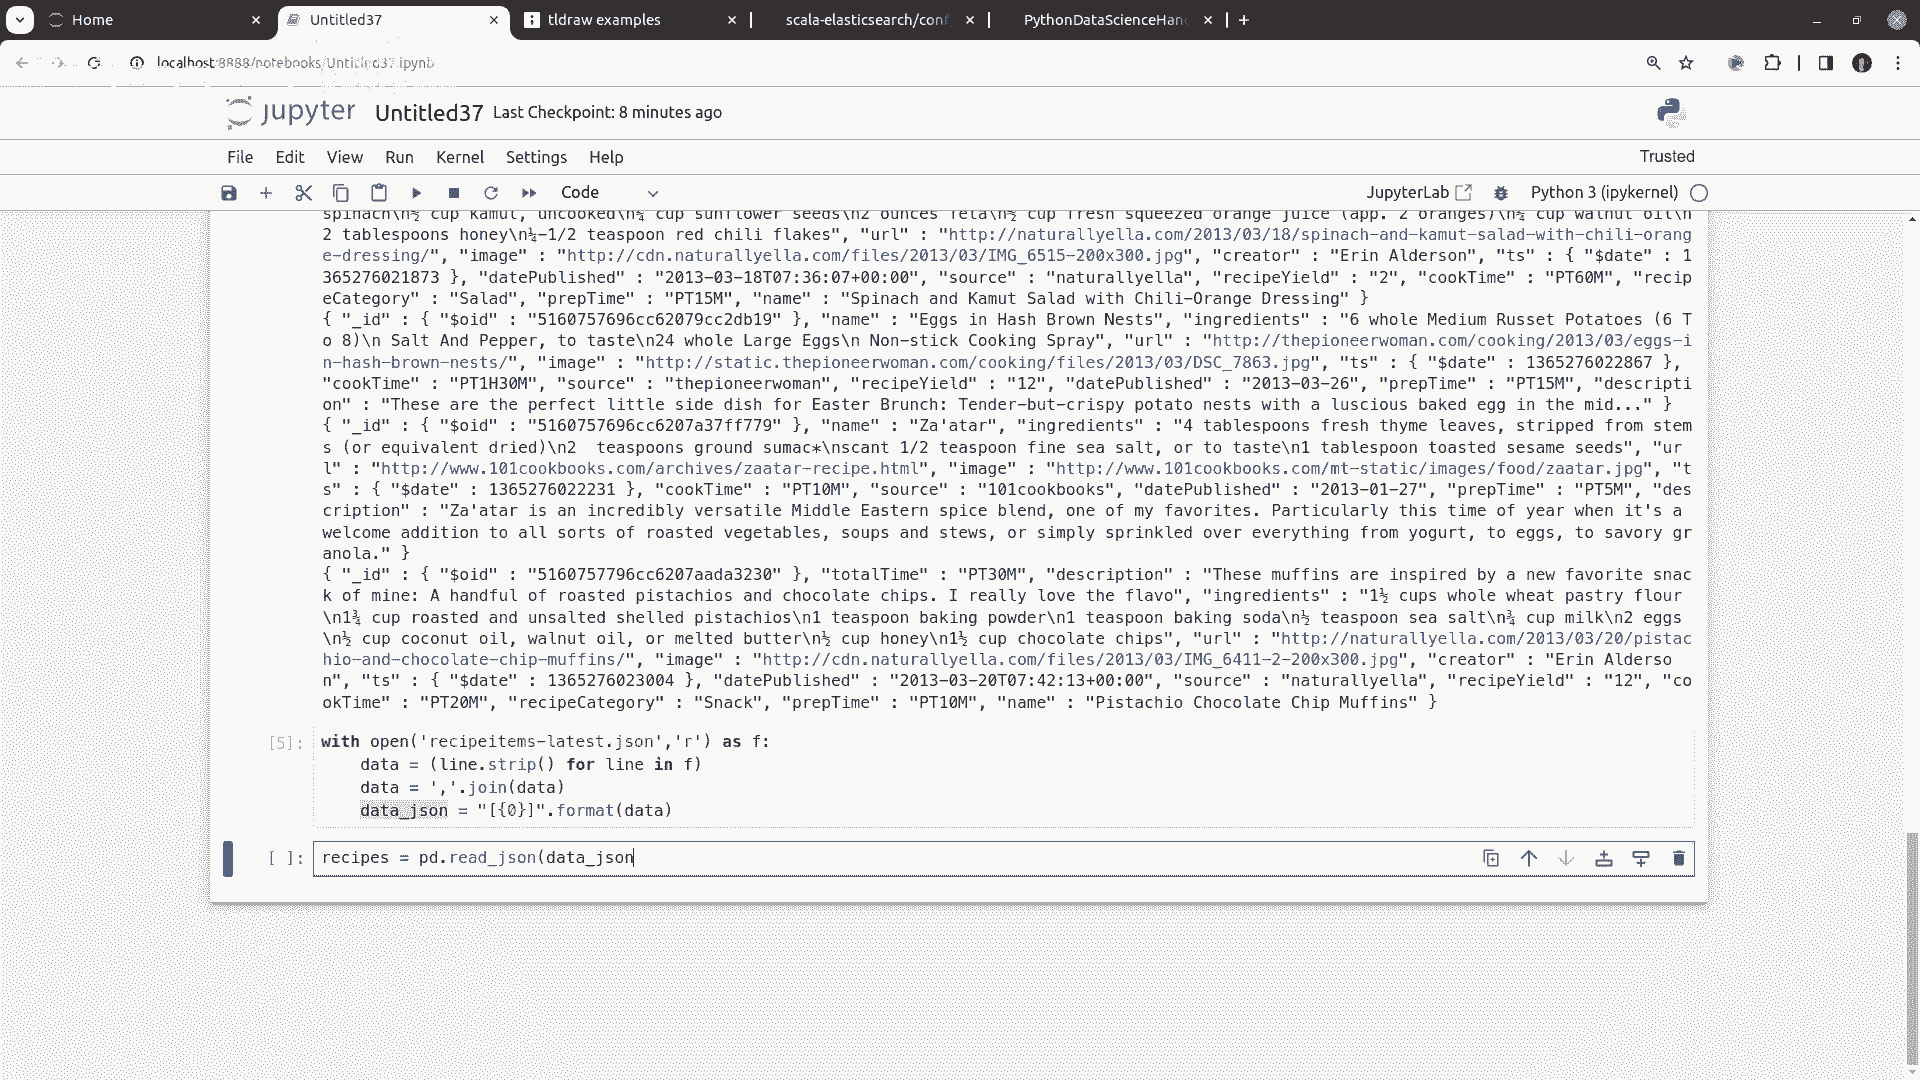 Home
Untitled37
tldraw examples
scala-elasticsearch/conf
PythonDataScienceHan
localhost:8888/notebooks/Untitled37.ipynb
jupyter Untitled37 Last Checkpoint: 8 minutes ago
File Edit View Run Kernel Settings Help
Trusted
Code
JupyterLab
Python 3 (ipykernel)
spinach\n½ cup kamut, uncooked\n¼ cup sunflower seeds\n2 ounces feta\n½ cup fresh squeezed orange juice (app. 2 oranges)\n¼ cup walnut oil\n
2 tablespoons honey\n¼-1/2 teaspoon red chili flakes", "url" : "http://naturallyella.com/2013/03/18/spinach-and-kamut-salad-with-chili-orang
e-dressing/", "image" : "http://cdn.naturallyella.com/files/2013/03/IMG_6515-200x300.jpg", "creator" : "Erin Alderson", "ts" : { "$date" : 1
365276021873 }, "datePublished" : "2013-03-18T07:36:07+00:00", "source" : "naturallyella", "recipeYield" : "2", "cookTime" : "PT60M", "recip
eCategory" : "Salad", "prepTime" : "PT15M", "name" : "Spinach and Kamut Salad with Chili-Orange Dressing" }
{ "_id" : { "$oid" : "5160757696cc62079cc2db19" }, "name" : "Eggs in Hash Brown Nests", "ingredients" : "6 whole Medium Russet Potatoes (6 T
o 8)\n Salt And Pepper, to taste\n24 whole Large Eggs\n Non-stick Cooking Spray", "url" : "http://thepioneerwoman.com/cooking/2013/03/eggs-i
n-hash-brown-nests/", "image" : "http://static.thepioneerwoman.com/cooking/files/2013/03/DSC_7863.jpg", "ts" : { "$date" : 1365276022867 },
"cookTime" : "PT1H30M", "source" : "thepioneerwoman", "recipeYield" : "12", "datePublished" : "2013-03-26", "prepTime" : "PT15M", "descripti
on" : "These are the perfect little side dish for Easter Brunch: Tender-but-crispy potato nests with a luscious baked egg in the mid..." }
{ "_id" : { "$oid" : "5160757696cc6207a37ff779" }, "name" : "Za'atar", "ingredients" : "4 tablespoons fresh thyme leaves, stripped from stem
s (or equivalent dried)\n2  teaspoons ground sumac*\nscant 1/2 teaspoon fine sea salt, or to taste\n1 tablespoon toasted sesame seeds", "ur
l" : "http://www.101cookbooks.com/archives/zaatar-recipe.html", "image" : "http://www.101cookbooks.com/mt-static/images/food/zaatar.jpg", "t
s" : { "$date" : 1365276022231 }, "cookTime" : "PT10M", "source" : "101cookbooks", "datePublished" : "2013-01-27", "prepTime" : "PT5M", "des
cription" : "Za'atar is an incredibly versatile Middle Eastern spice blend, one of my favorites. Particularly this time of year when it's a
welcome addition to all sorts of roasted vegetables, soups and stews, or simply sprinkled over everything from yogurt, to eggs, to savory gr
anola." }
{ "_id" : { "$oid" : "5160757796cc6207aada3230" }, "totalTime" : "PT30M", "description" : "These muffins are inspired by a new favorite snac
k of mine: A handful of roasted pistachios and chocolate chips. I really love the flavo", "ingredients" : "1½ cups whole wheat pastry flour
\n1¾ cup roasted and unsalted shelled pistachios\n1 teaspoon baking powder\n1 teaspoon baking soda\n½ teaspoon sea salt\n¾ cup milk\n2 eggs
\n½ cup coconut oil, walnut oil, or melted butter\n½ cup honey\n1½ cup chocolate chips", "url" : "http://naturallyella.com/2013/03/20/pistac
hio-and-chocolate-chip-muffins/", "image" : "http://cdn.naturallyella.com/files/2013/03/IMG_6411-2-200x300.jpg", "creator" : "Erin Alderso
n", "ts" : { "$date" : 1365276023004 }, "datePublished" : "2013-03-20T07:42:13+00:00", "source" : "naturallyella", "recipeYield" : "12", "co
okTime" : "PT20M", "recipeCategory" : "Snack", "prepTime" : "PT10M", "name" : "Pistachio Chocolate Chip Muffins" }
[5]: with open('recipeitems-latest.json','r') as f:
data = (line.strip() for line in f)
data = ','.join(data)
data_json = "[{0}]".format(data)
[ ]: recipes = pd.read_json(data_json